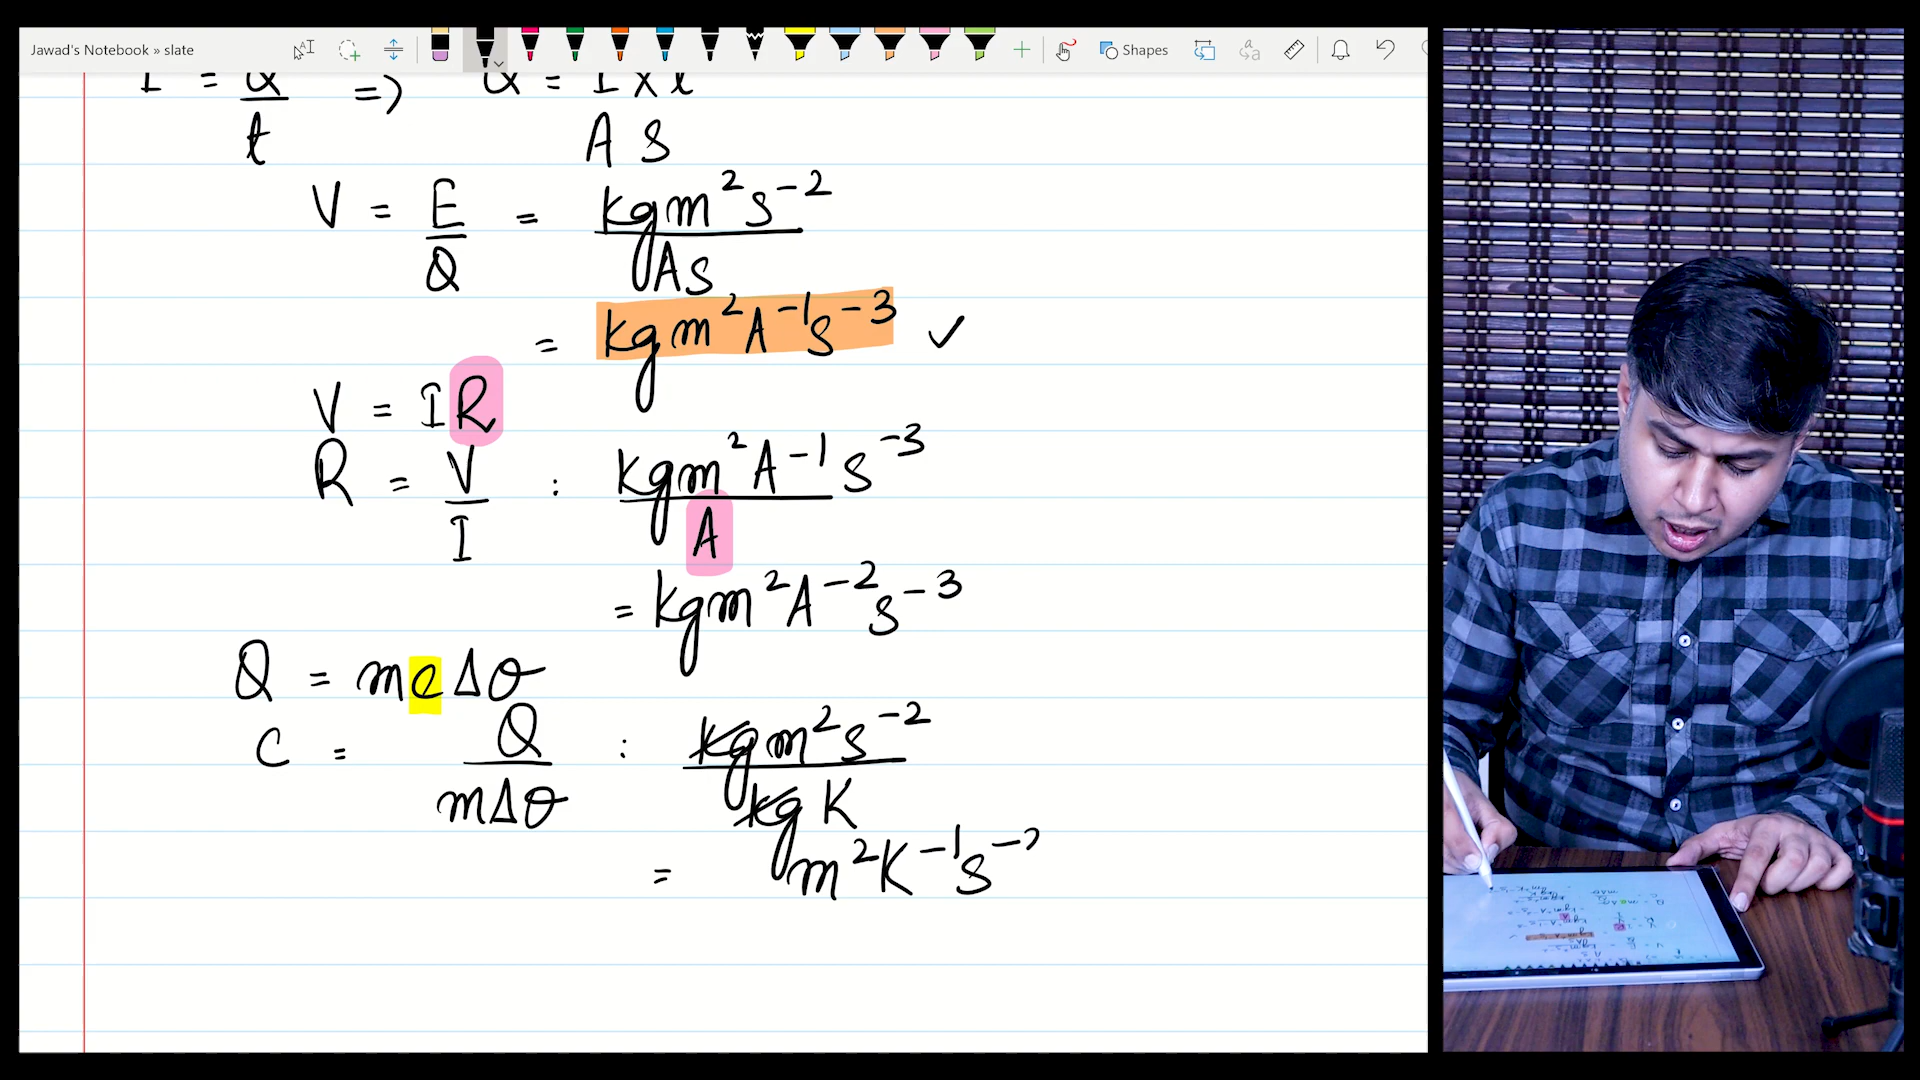 Jawad's Notebook » slate
Shapes
I = Q/t => Q = I x t
A s
V = E/Q = kgm²s⁻²/As
= kgm²A⁻¹s⁻³ ✓
V = IR
R = V/I : kgm²A⁻¹s⁻³/A
= kgm²A⁻²s⁻³
Q = mcΔθ
C = Q/mΔθ : kgm²s⁻²/kg K
= m²K⁻¹s⁻²